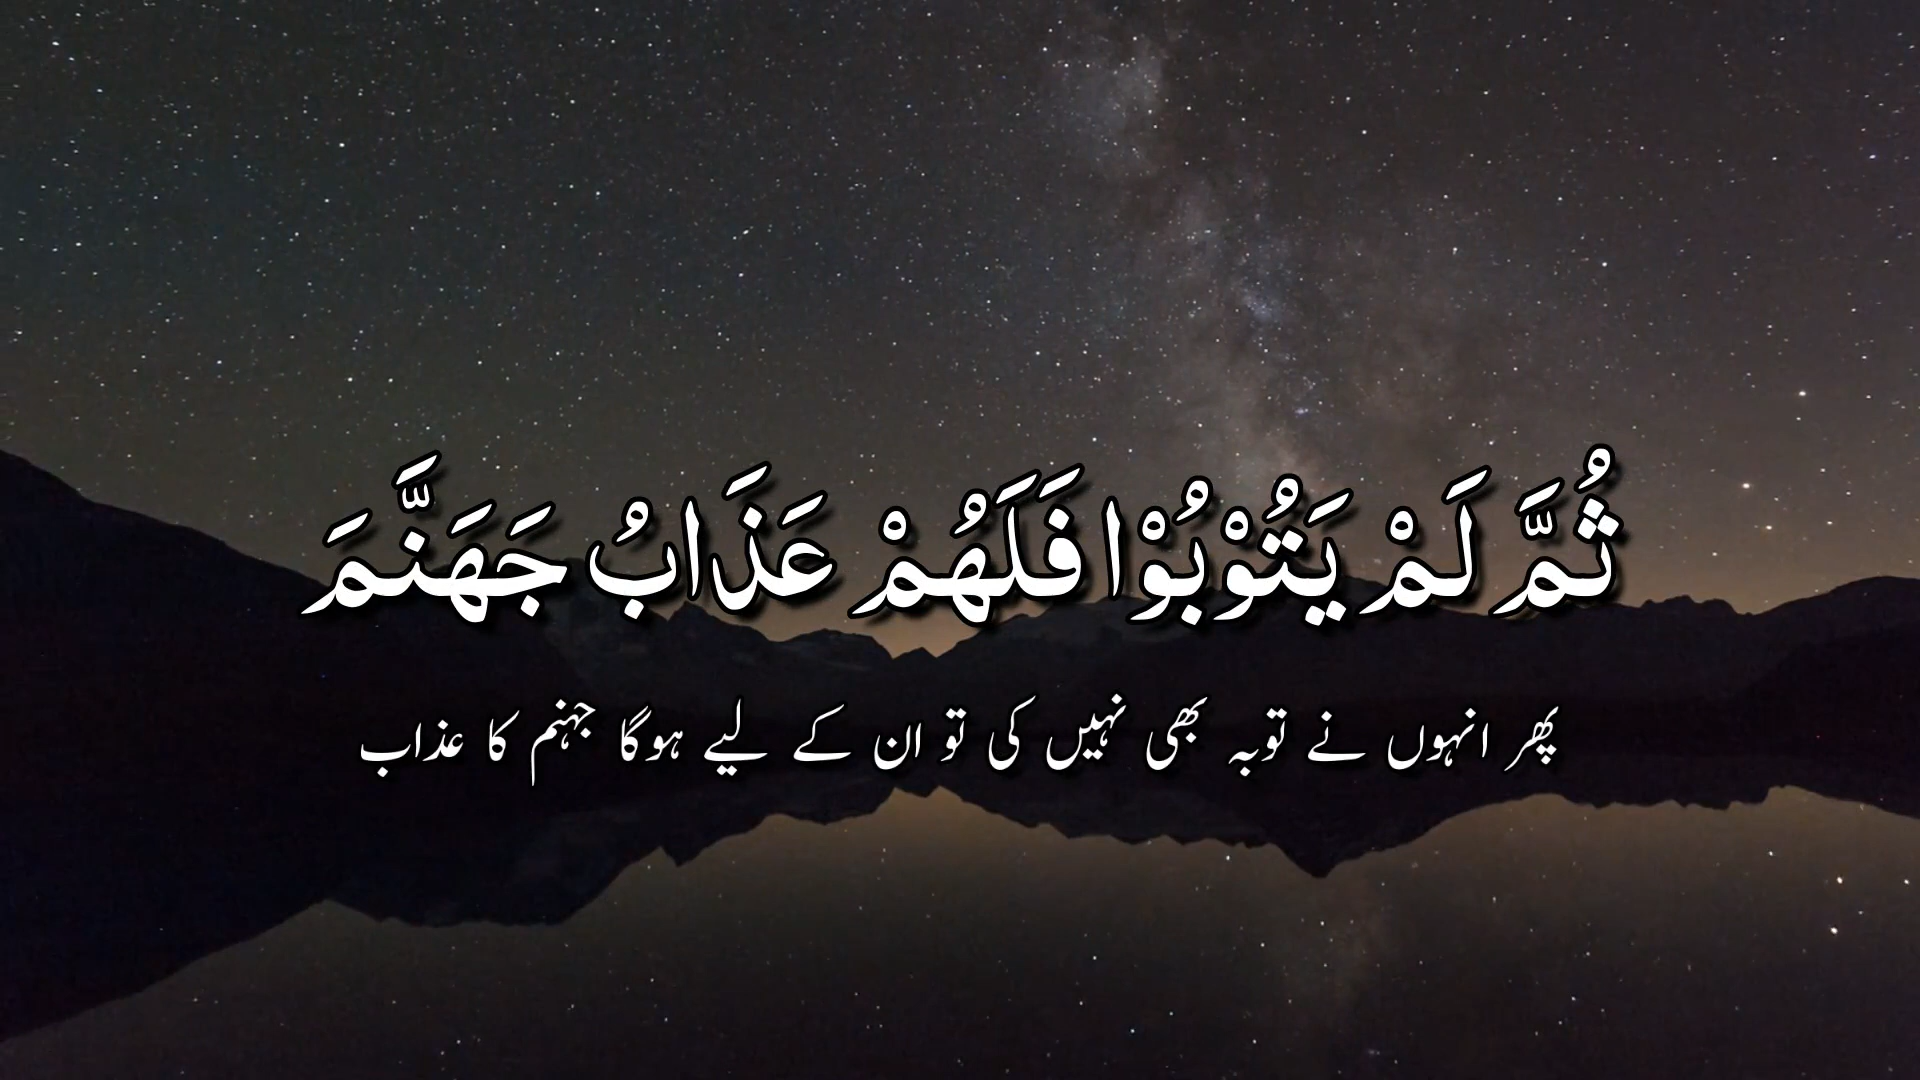 ثُمَّ لَمْ يَتُوْبُوْا فَلَهُمْ عَذَابُ جَهَنَّمَ
پھر انہوں نے توبہ بھی نہیں کی تو ان کے لیے ہوگا جہنم کا عذاب